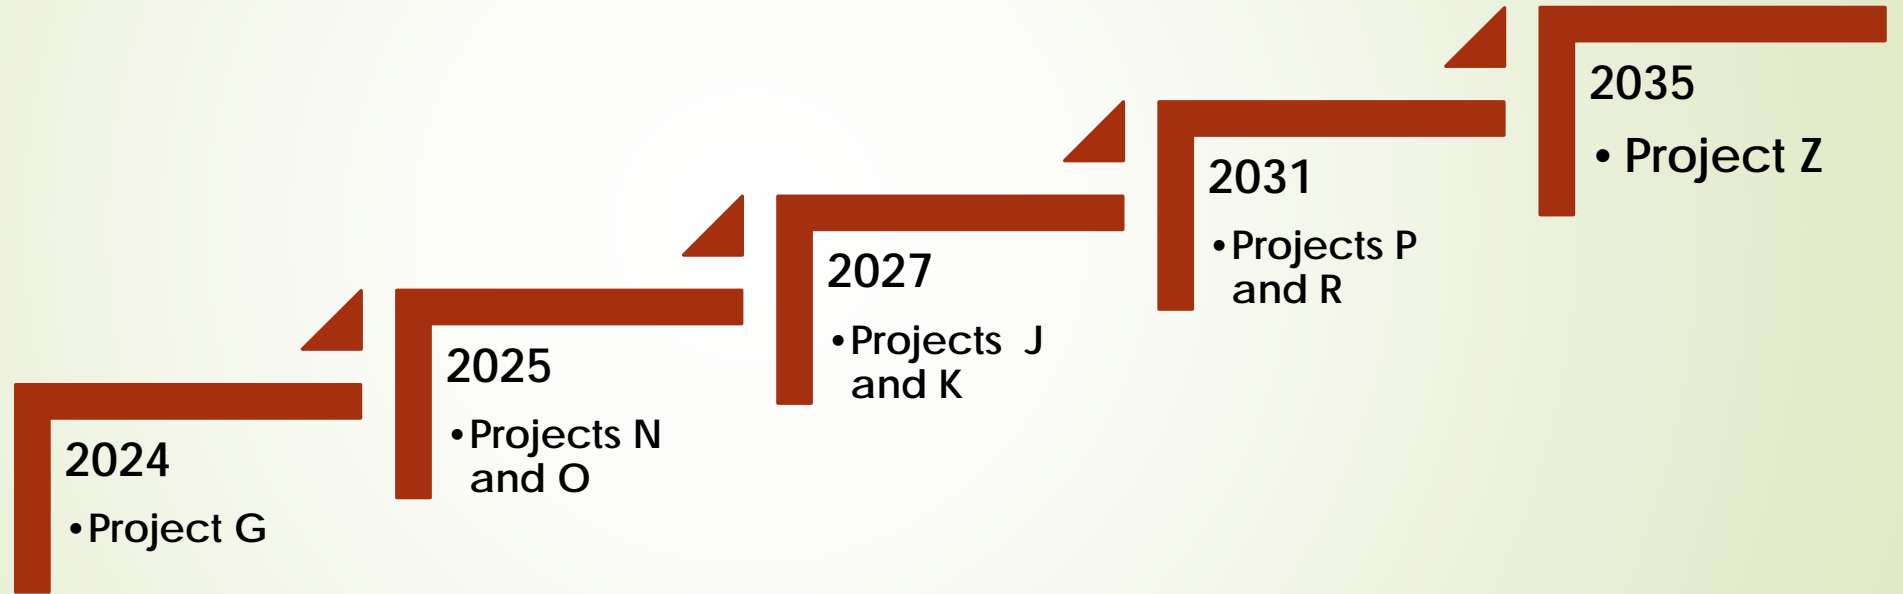 2024
•Project G
2025
•Projects N
and O
2027
•Projects  J
and K
2031
•Projects P
and R
2035
• Project Z